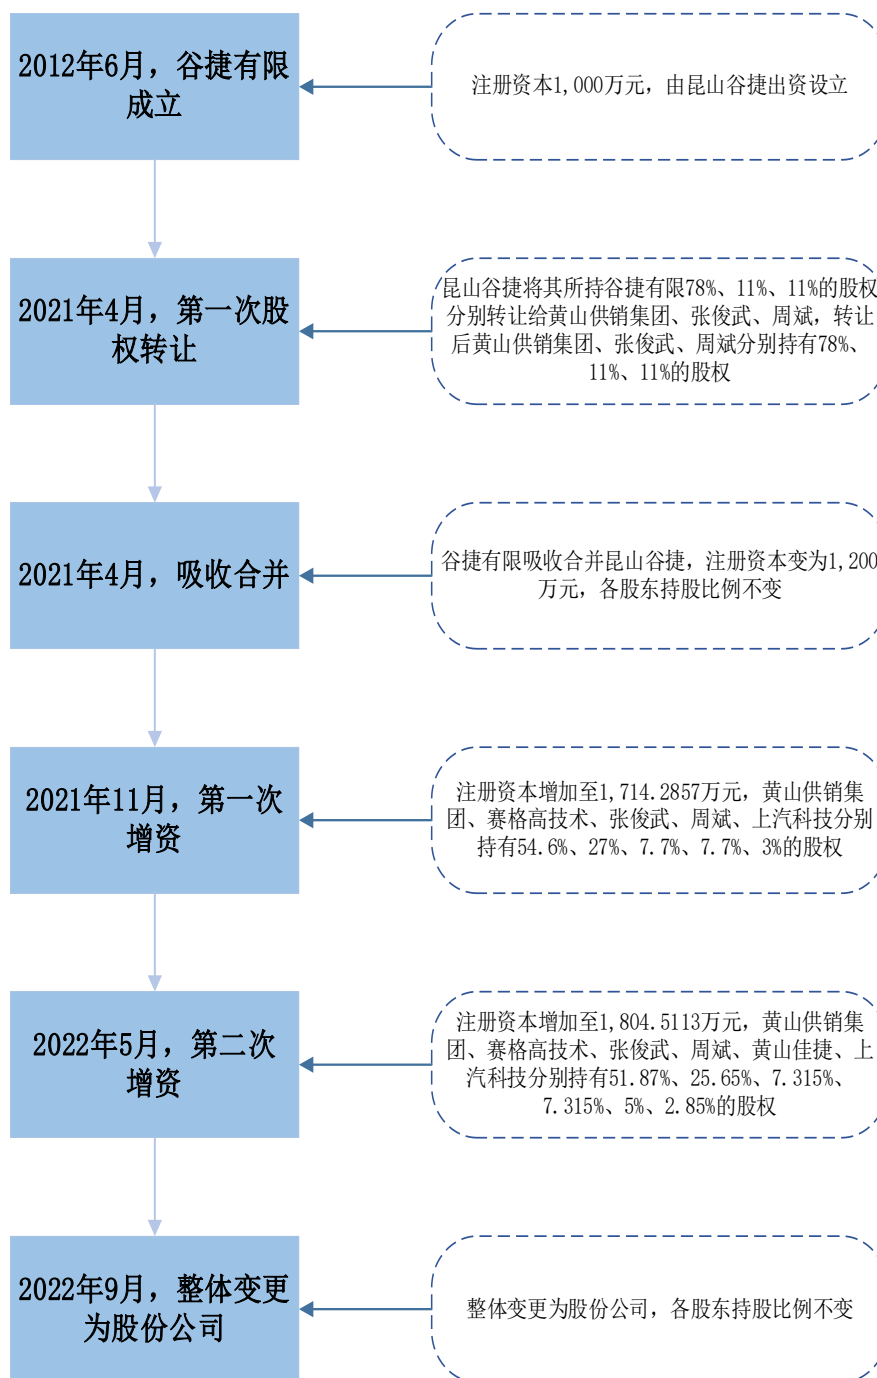 2012年6月，谷捷有限
成立
注册资本1,000万元，由昆山谷捷出资设立
2021年4月，第一次股
权转让
昆山谷捷将其所持谷捷有限78%、11%、11%的股权
分别转让给黄山供销集团、张俊武、周斌，转让
后黄山供销集团、张俊武、周斌分别持有78%、
11%、11%的股权
2021年4月，吸收合并
谷捷有限吸收合并昆山谷捷，注册资本变为1,200
万元，各股东持股比例不变
2021年11月，第一次
增资
注册资本增加至1,714.2857万元，黄山供销集
团、赛格高技术、张俊武、周斌、上汽科技分别
持有54.6%、27%、7.7%、7.7%、3%的股权
2022年5月，第二次
增资
注册资本增加至1,804.5113万元，黄山供销集
团、赛格高技术、张俊武、周斌、黄山佳捷、上
汽科技分别持有51.87%、25.65%、7.315%、
7.315%、5%、2.85%的股权
2022年9月，整体变更
为股份公司
整体变更为股份公司，各股东持股比例不变